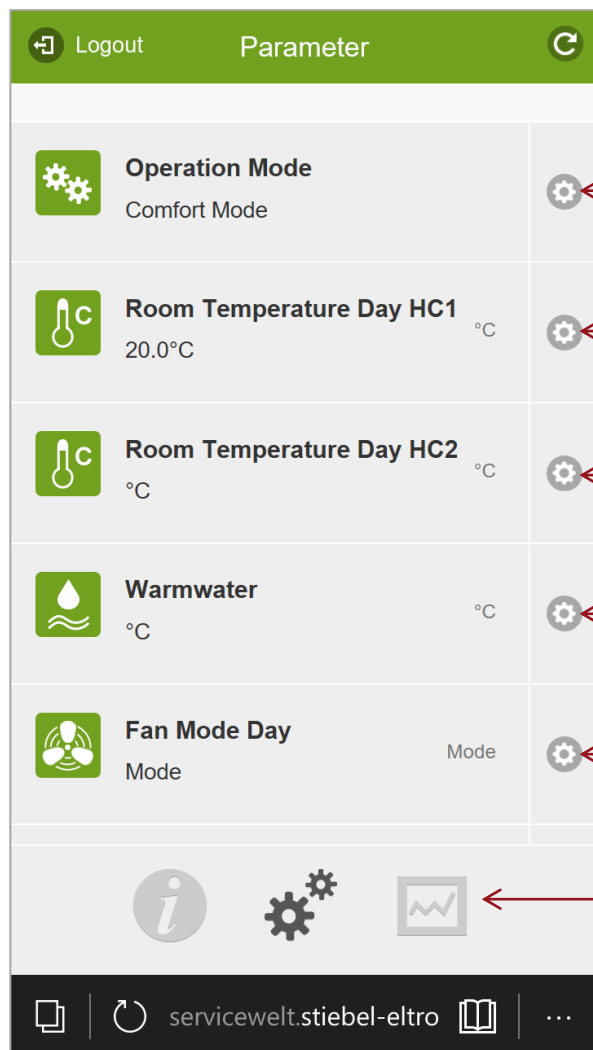 Logout Parameter
Operation Mode
Comfort Mode
Room Temperature Day HC1
°C
20.0°C
Room Temperature Day HC2
°C
°C
Warmwater
°C
°C
Fan Mode Day
Mode
Mode
servicewelt.stiebel-eltro